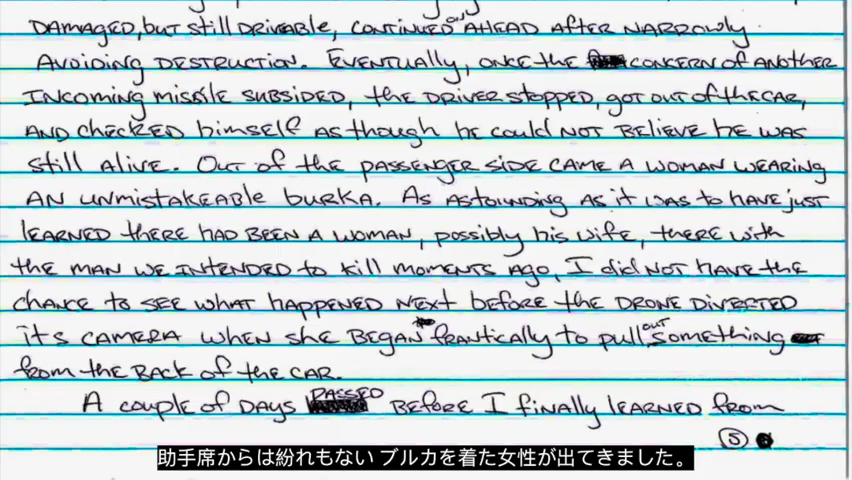 DAMAGED, but still DRIVEABLE, CONTINUED ON AHEAD AFTER NARROWLY
AVOIDING DESTRUCTION. EVENTUALLY, ONCE the CONCERN OF ANOTHER
INCOMING MISSILE SUBSIDED, the DRIVER STOPPED, got OUT OF the CAR,
AND CHECKED himself AS though he COULD NOT BELIEVE he WAS
still ALIVE. OUT OF the PASSENGER SIDE CAME A WOMAN WEARING
AN UNMISTAKEABLE burka. AS ASTOUNDING AS it WAS to hAVE just
LEARNED thERE hAD BEEN A WOMAN, possibly his WIFE, thERE with
the MAN WE INTENDED to kill MOMENTS AGO, I did NOT HAVE the
CHANCE to SEE WHAT HAPPENED NEXT before the DRONE DIVERTED
its CAMERA WHEN she BEGAN frantically to pull OUT something
from the BACK of the CAR.
A couple of DAYS PASSED BEFORE I finally LEARNED from
5
助手席からは紛れもない ブルカを着た女性が出てきました。